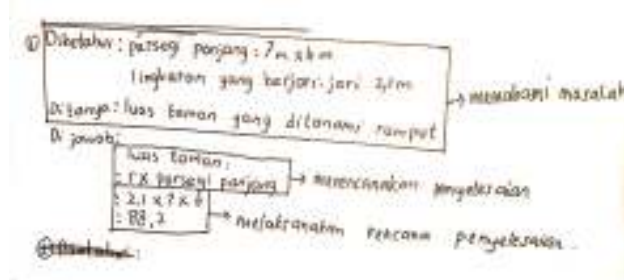 ① Diketahui : persegi panjang : 7 m x 6 m
lingkaran yang berjari-jari 2,1 m
→ memahami masalah
Ditanya : luas taman yang ditanami rumput
Di jawab :
luas taman :
: r x persegi panjang → merencanakan penyelesaian
: 2,1 x 7 x 6
: 88,2 → melaksanakan rencana penyelesaian.